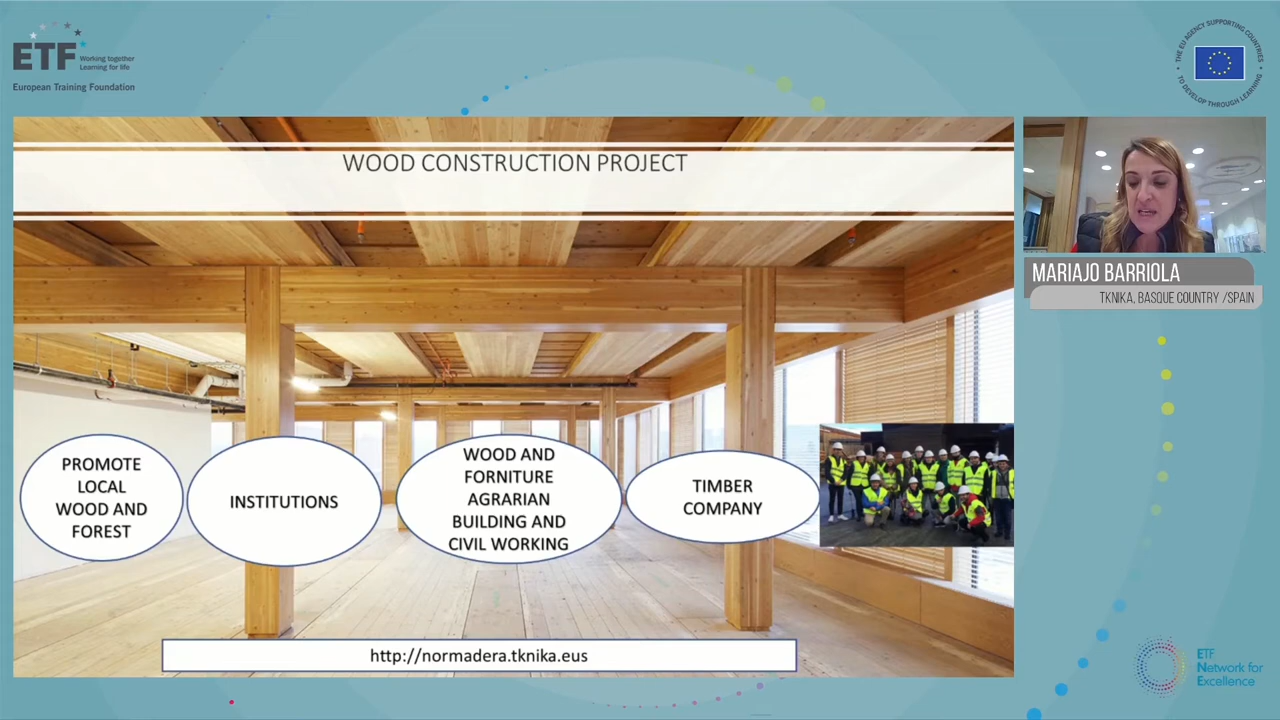 ETF
Working together
Learning for life
European Training Foundation
THE EU AGENCY SUPPORTING COUNTRIES
TO DEVELOP THROUGH LEARNING
WOOD CONSTRUCTION PROJECT
MARIAJO BARRIOLA
TKNIKA, BASQUE COUNTRY /SPAIN
PROMOTE
LOCAL
WOOD AND
FOREST
INSTITUTIONS
WOOD AND
FORNITURE
AGRARIAN
BUILDING AND
CIVIL WORKING
TIMBER
COMPANY
http://normadera.tknika.eus
ETF
Network for
Excellence